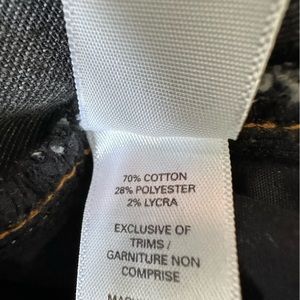 70% COTTON
28% POLYESTER
2% LYCRA
EXCLUSIVE OF
TRIMS /
GARNITURE NON
COMPRISE